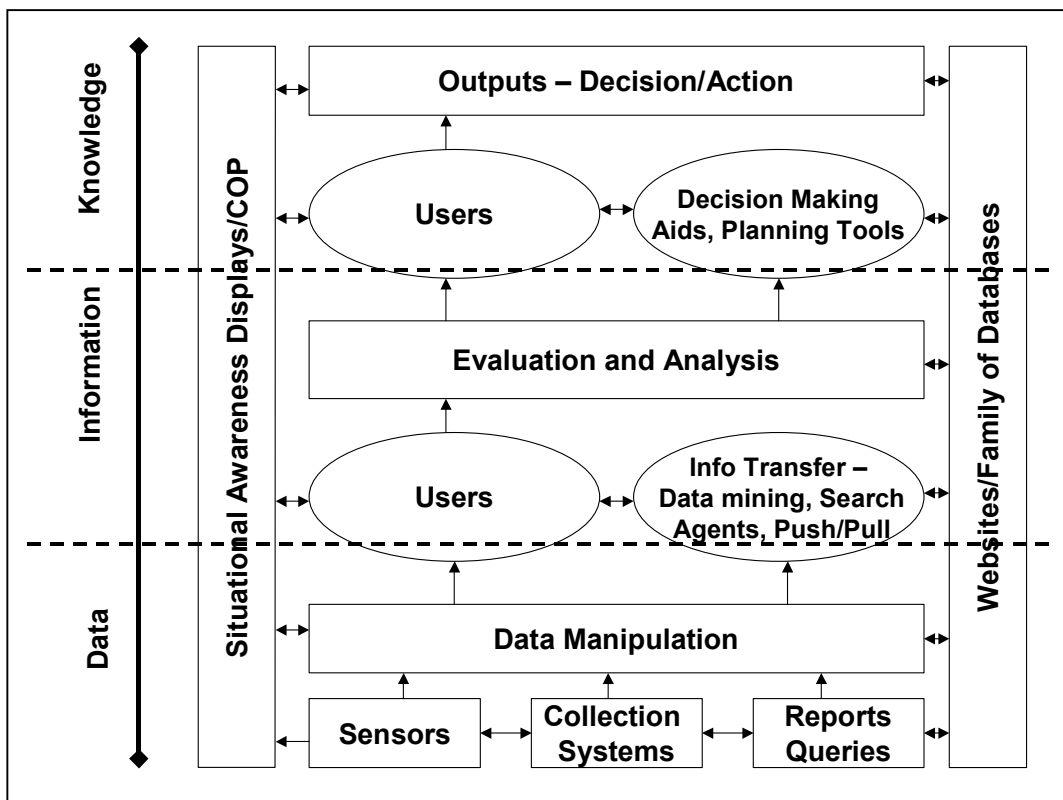 Knowledge
Information
Data
Situational Awareness Displays/COP
Outputs – Decision/Action
Users
Decision Making
Aids, Planning Tools
Evaluation and Analysis
Users
Info Transfer –
Data mining, Search
Agents, Push/Pull
Data Manipulation
Sensors
Collection
Systems
Reports
Queries
Websites/Family of Databases